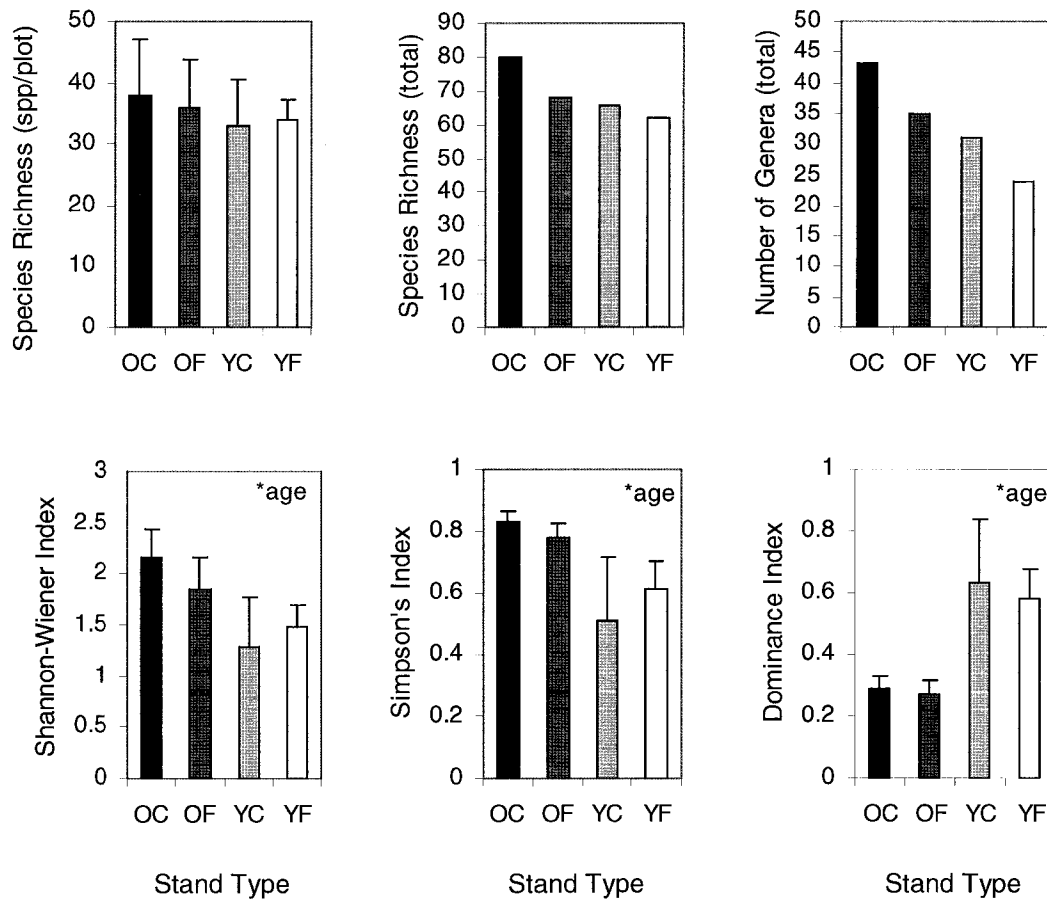 Species Richness (spp/plot)
50
40
30
20
10
0
OC OF YC YF
Species Richness (total)
90
80
70
60
50
40
30
20
10
0
OC OF YC YF
Number of Genera (total)
50
45
40
35
30
25
20
15
10
5
0
OC OF YC YF
Shannon-Wiener Index
3
2.5
2
1.5
1
0.5
0
*age
OC OF YC YF
Stand Type
Simpson's Index
1
0.8
0.6
0.4
0.2
0
*age
OC OF YC YF
Stand Type
Dominance Index
1
0.8
0.6
0.4
0.2
0
*age
OC OF YC YF
Stand Type